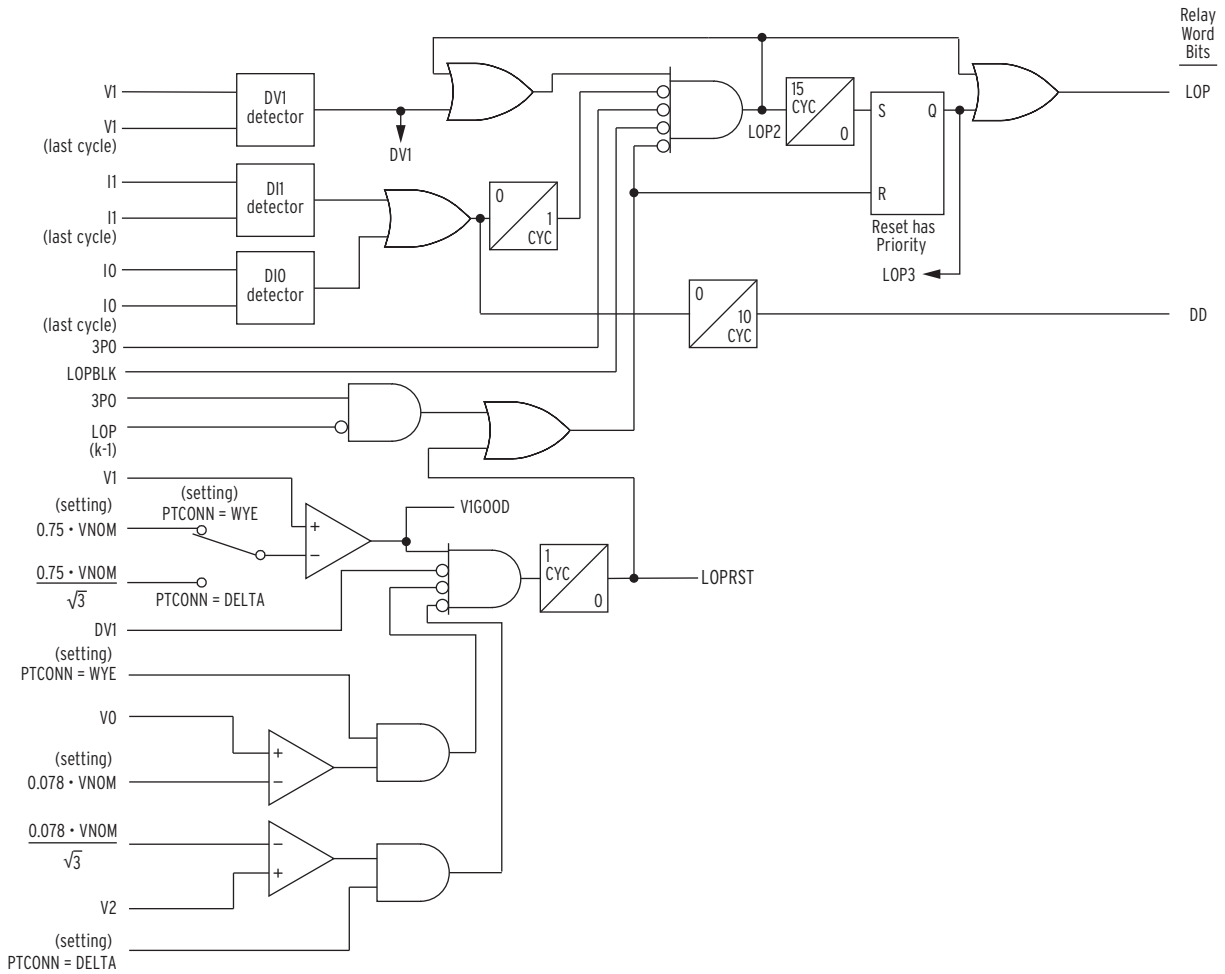 Relay
Word
Bits
V1
V1
(last cycle)
DV1
detector
DV1
I1
I1
(last cycle)
DI1
detector
I0
I0
(last cycle)
DI0
detector
0
1
CYC
LOP2
15
CYC
0
S
Q
R
Reset has
Priority
LOP3
LOP
0
10
CYC
DD
3PO
LOPBLK
3PO
LOP
(k-1)
V1
(setting)
0.75 • VNOM
(setting)
PTCONN = WYE
0.75 • VNOM
√3
PTCONN = DELTA
+
−
V1GOOD
1
CYC
0
LOPRST
DV1
(setting)
PTCONN = WYE
V0
(setting)
0.078 • VNOM
+
−
0.078 • VNOM
√3
−
+
V2
(setting)
PTCONN = DELTA